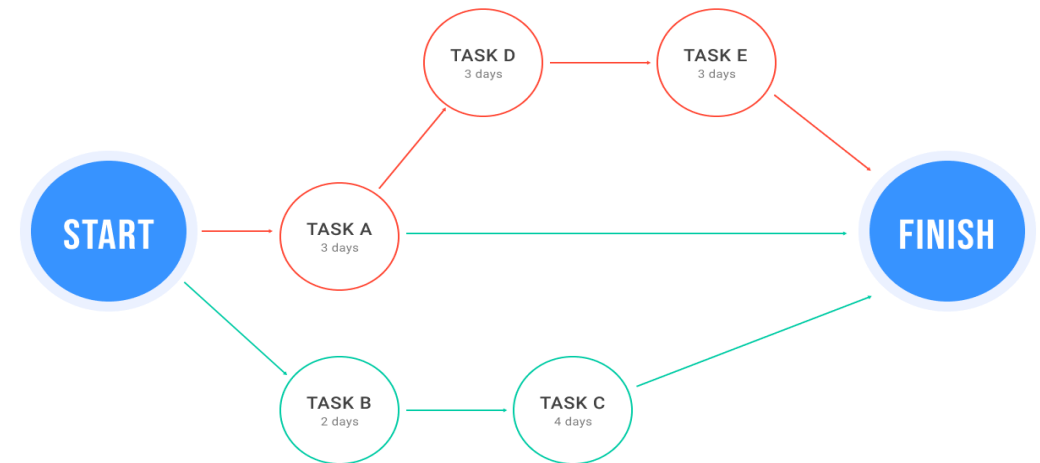 TASK D
3 days
TASK E
3 days
START
TASK A
3 days
FINISH
TASK B
2 days
TASK C
4 days